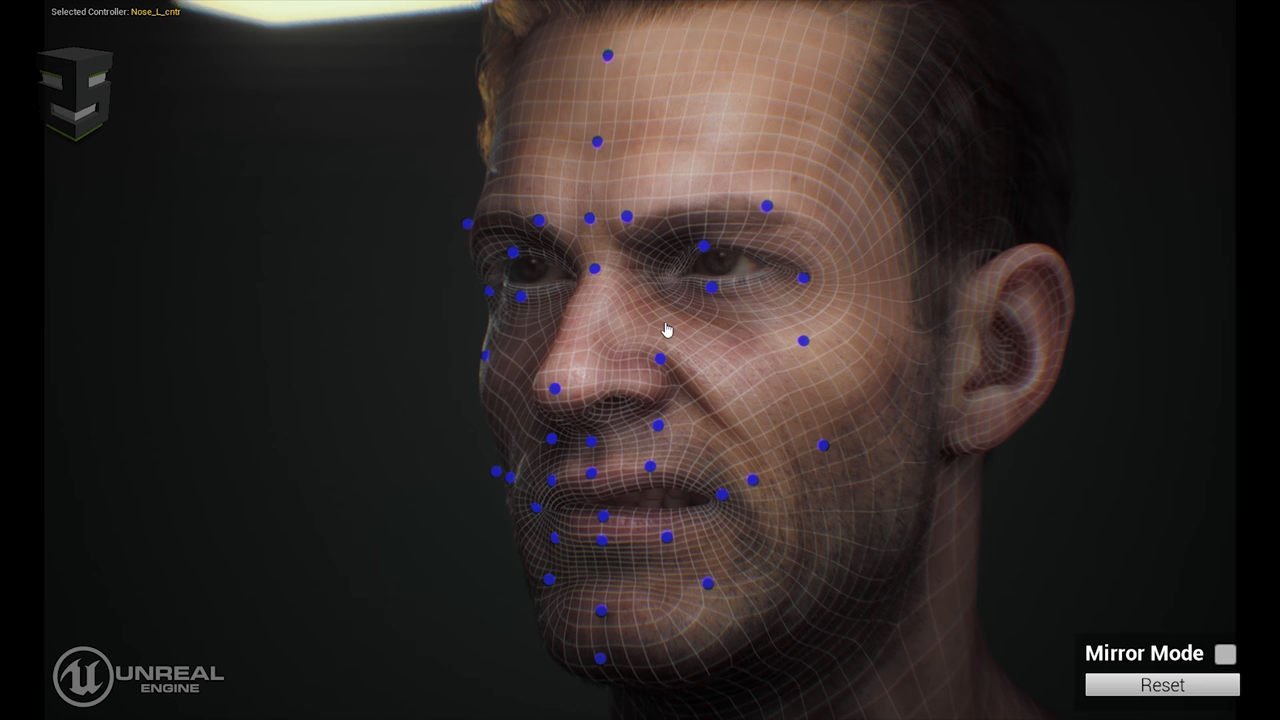 Selected Controller: Nose_L_cntr
UNREAL
ENGINE
Mirror Mode
Reset